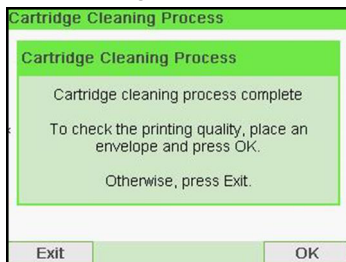 Cartridge Cleaning Process
Cartridge Cleaning Process
Cartridge cleaning process complete
To check the printing quality, place an
envelope and press OK.
Otherwise, press Exit.
Exit OK